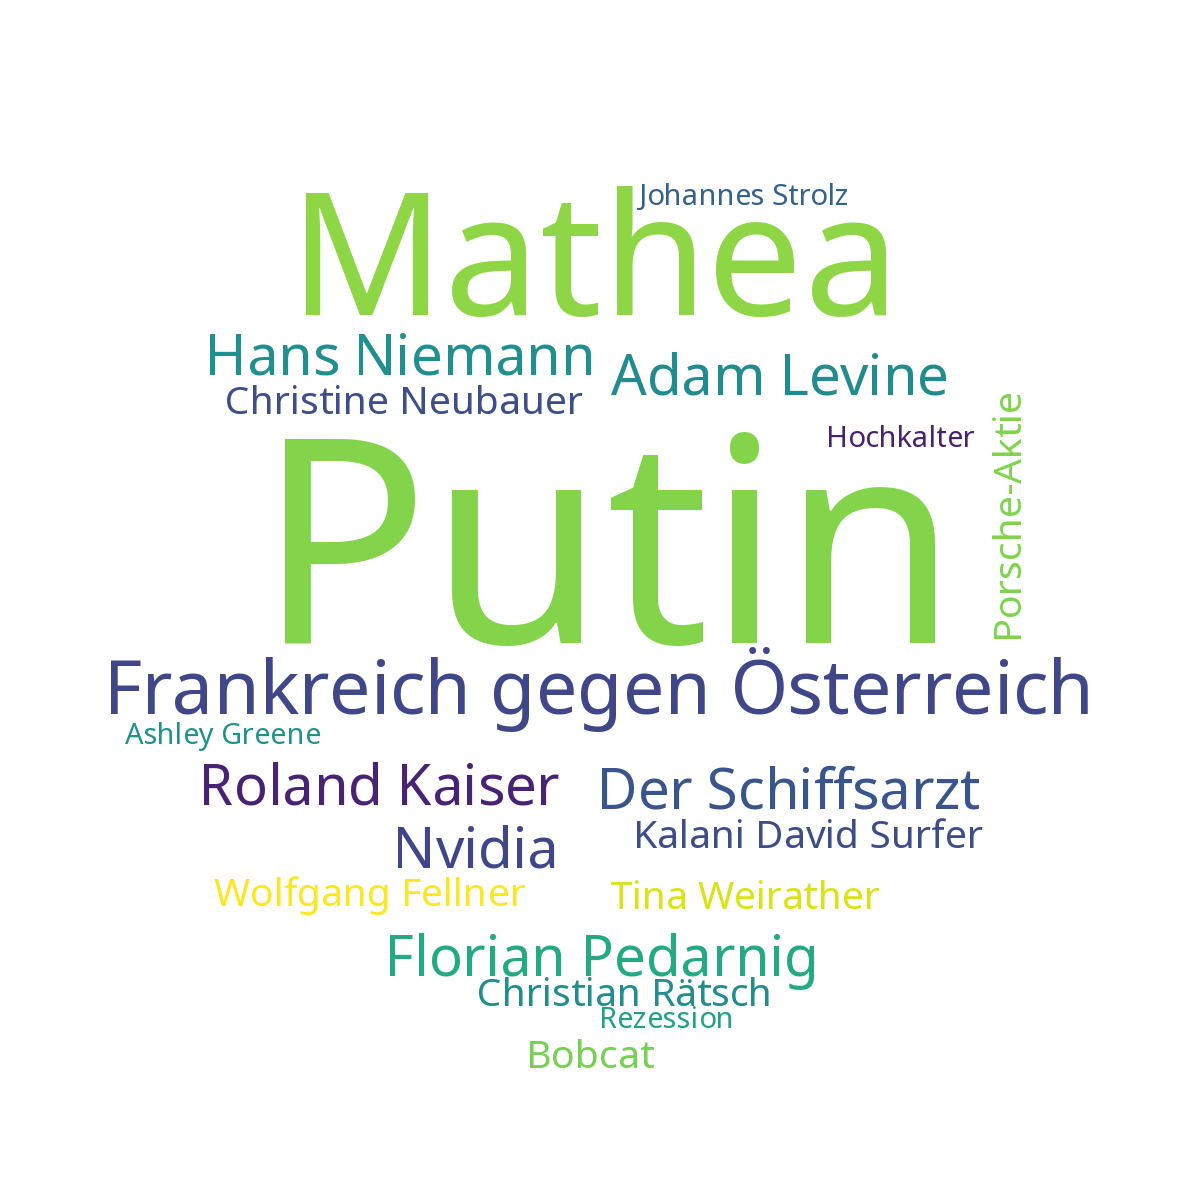 Johannes Strolz
Mathea
Hans Niemann
Adam Levine
Christine Neubauer
Hochkalter
Porsche-Aktie
Putin
Frankreich gegen Österreich
Ashley Greene
Roland Kaiser
Der Schiffsarzt
Kalani David Surfer
Nvidia
Wolfgang Fellner
Tina Weirather
Florian Pedarnig
Christian Rätsch
Rezession
Bobcat